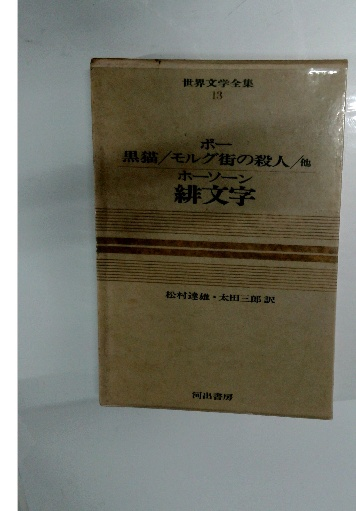 世界文学全集
13
ポー
黒猫/モルグ街の殺人/他
ホーソーン
緋文字
松村達雄・太田三郎 訳
河出書房